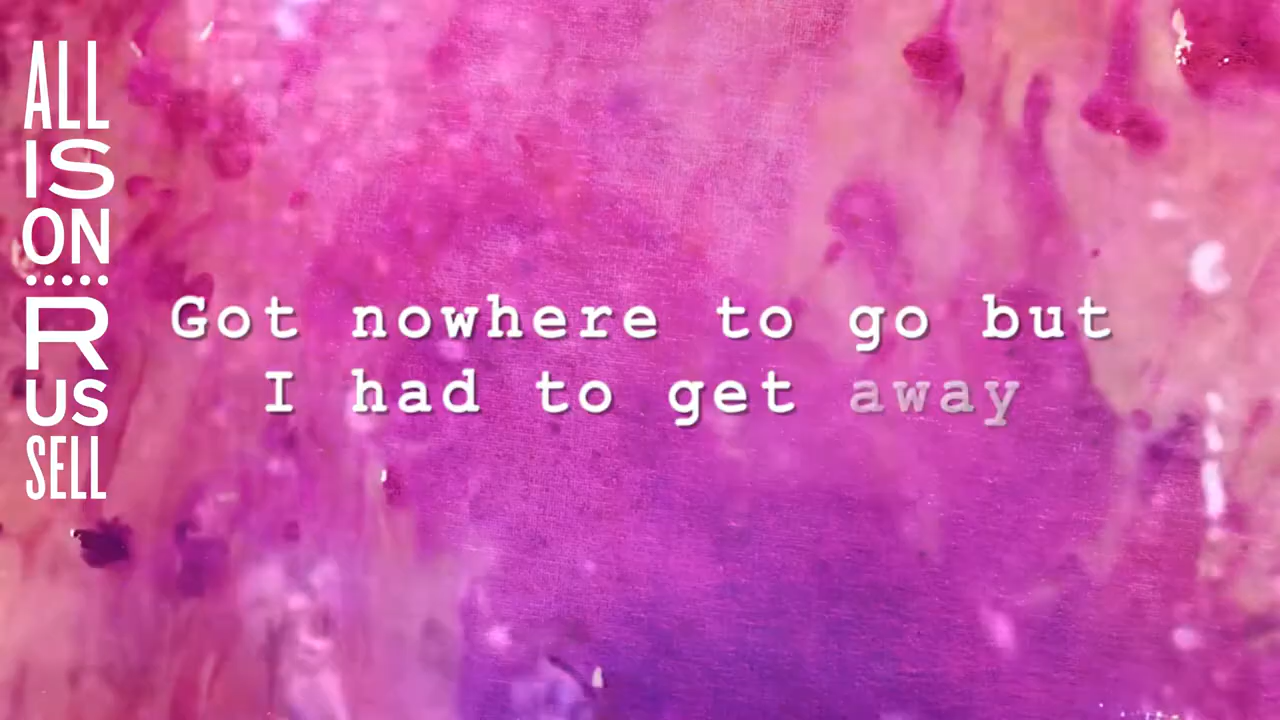 ALL
IS
ON
R
US
SELL
Got nowhere to go but
I had to get away